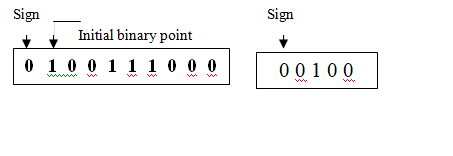 Sign Sign
Initial binary point
0 1 0 0 1 1 1 0 0 0 0 0 1 0 0